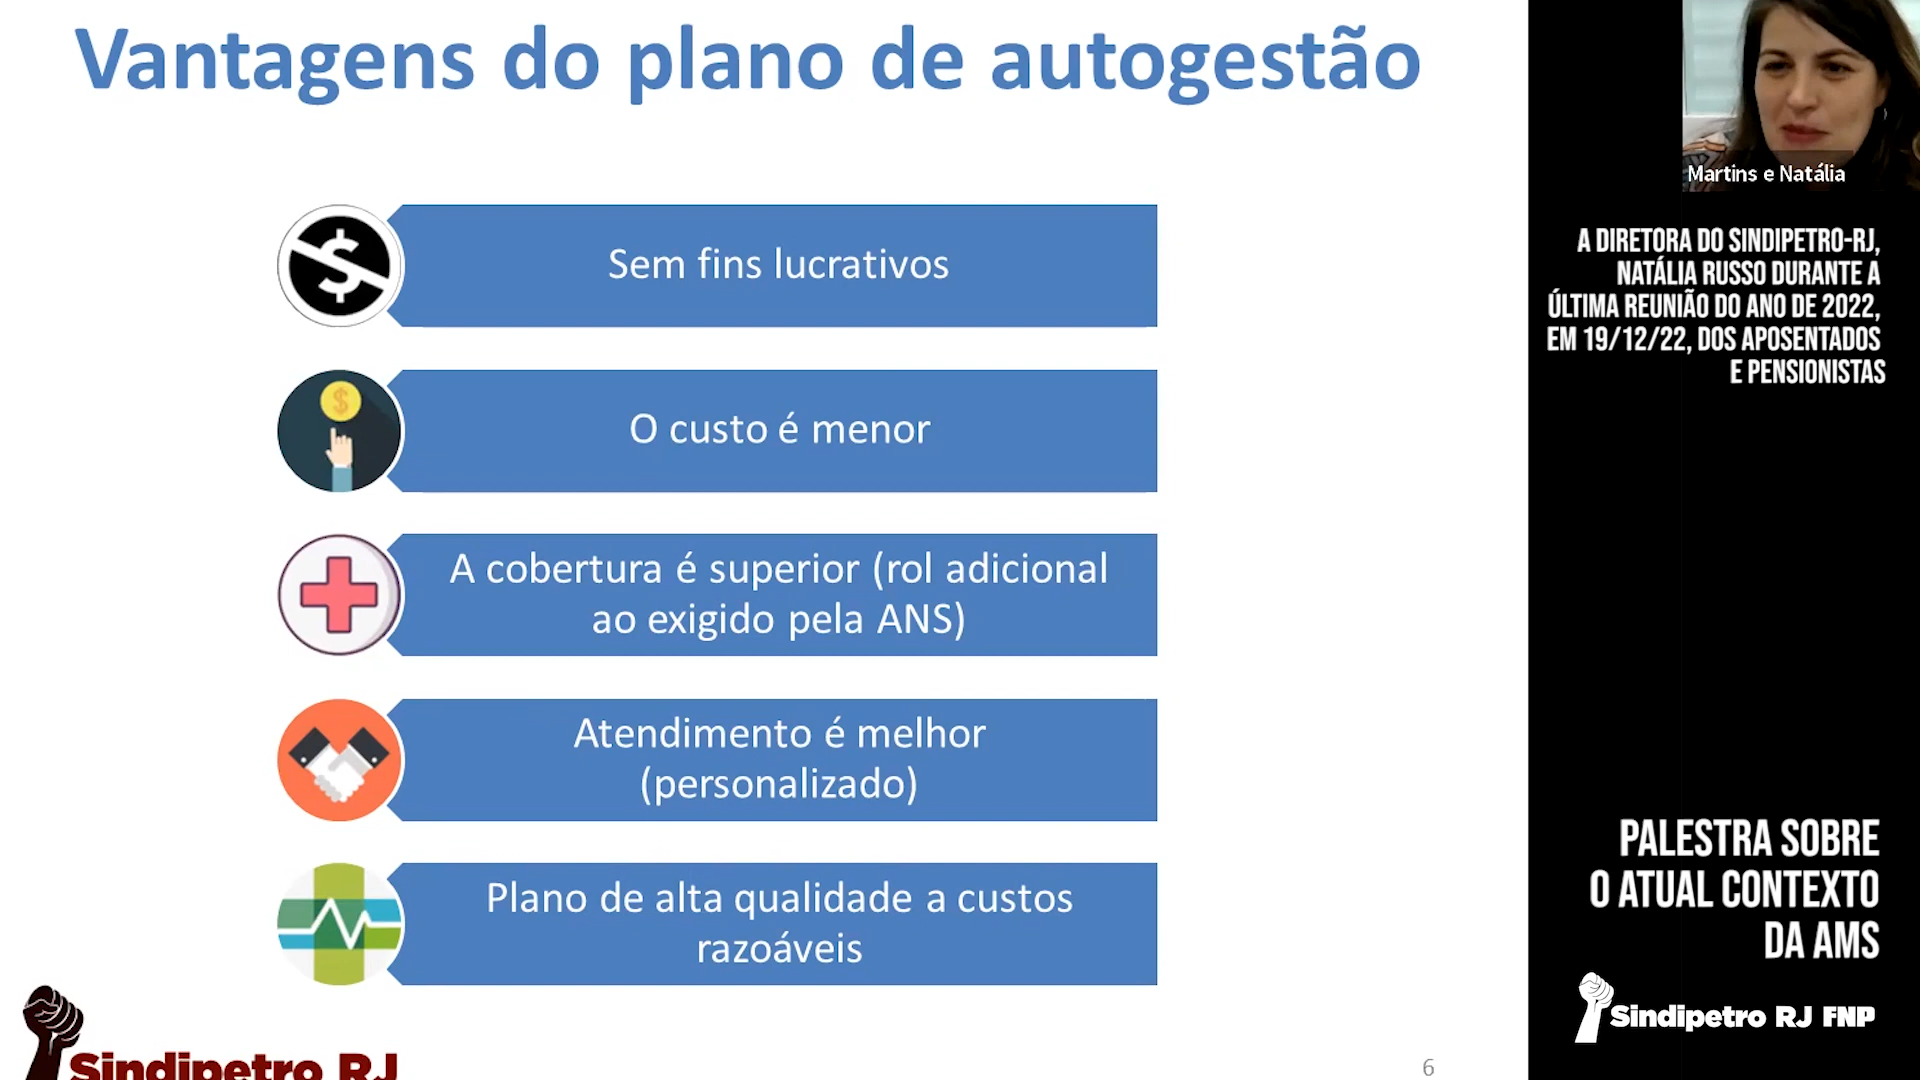 Vantagens do plano de autogestão
Sem fins lucrativos
O custo é menor
A cobertura é superior (rol adicional
ao exigido pela ANS)
Atendimento é melhor
(personalizado)
Plano de alta qualidade a custos
razoáveis
Sindipetro RJ
6
Martins e Natália
A DIRETORA DO SINDIPETRO-RJ,
NATÁLIA RUSSO DURANTE A
ÚLTIMA REUNIÃO DO ANO DE 2022,
EM 19/12/22, DOS APOSENTADOS
E PENSIONISTAS
PALESTRA SOBRE
O ATUAL CONTEXTO
DA AMS
Sindipetro RJ FNP